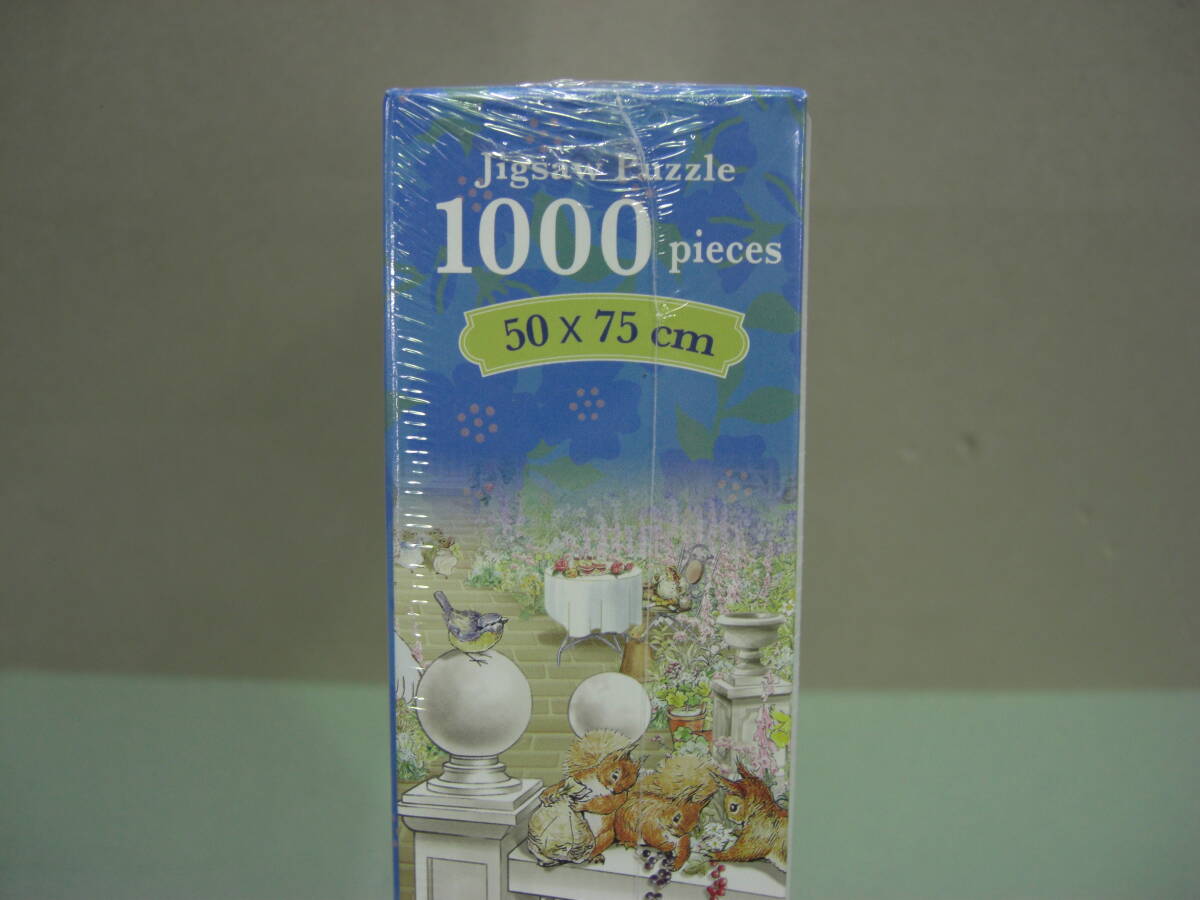 Jigsaw Puzzle
1000 pieces
50 x 75 cm